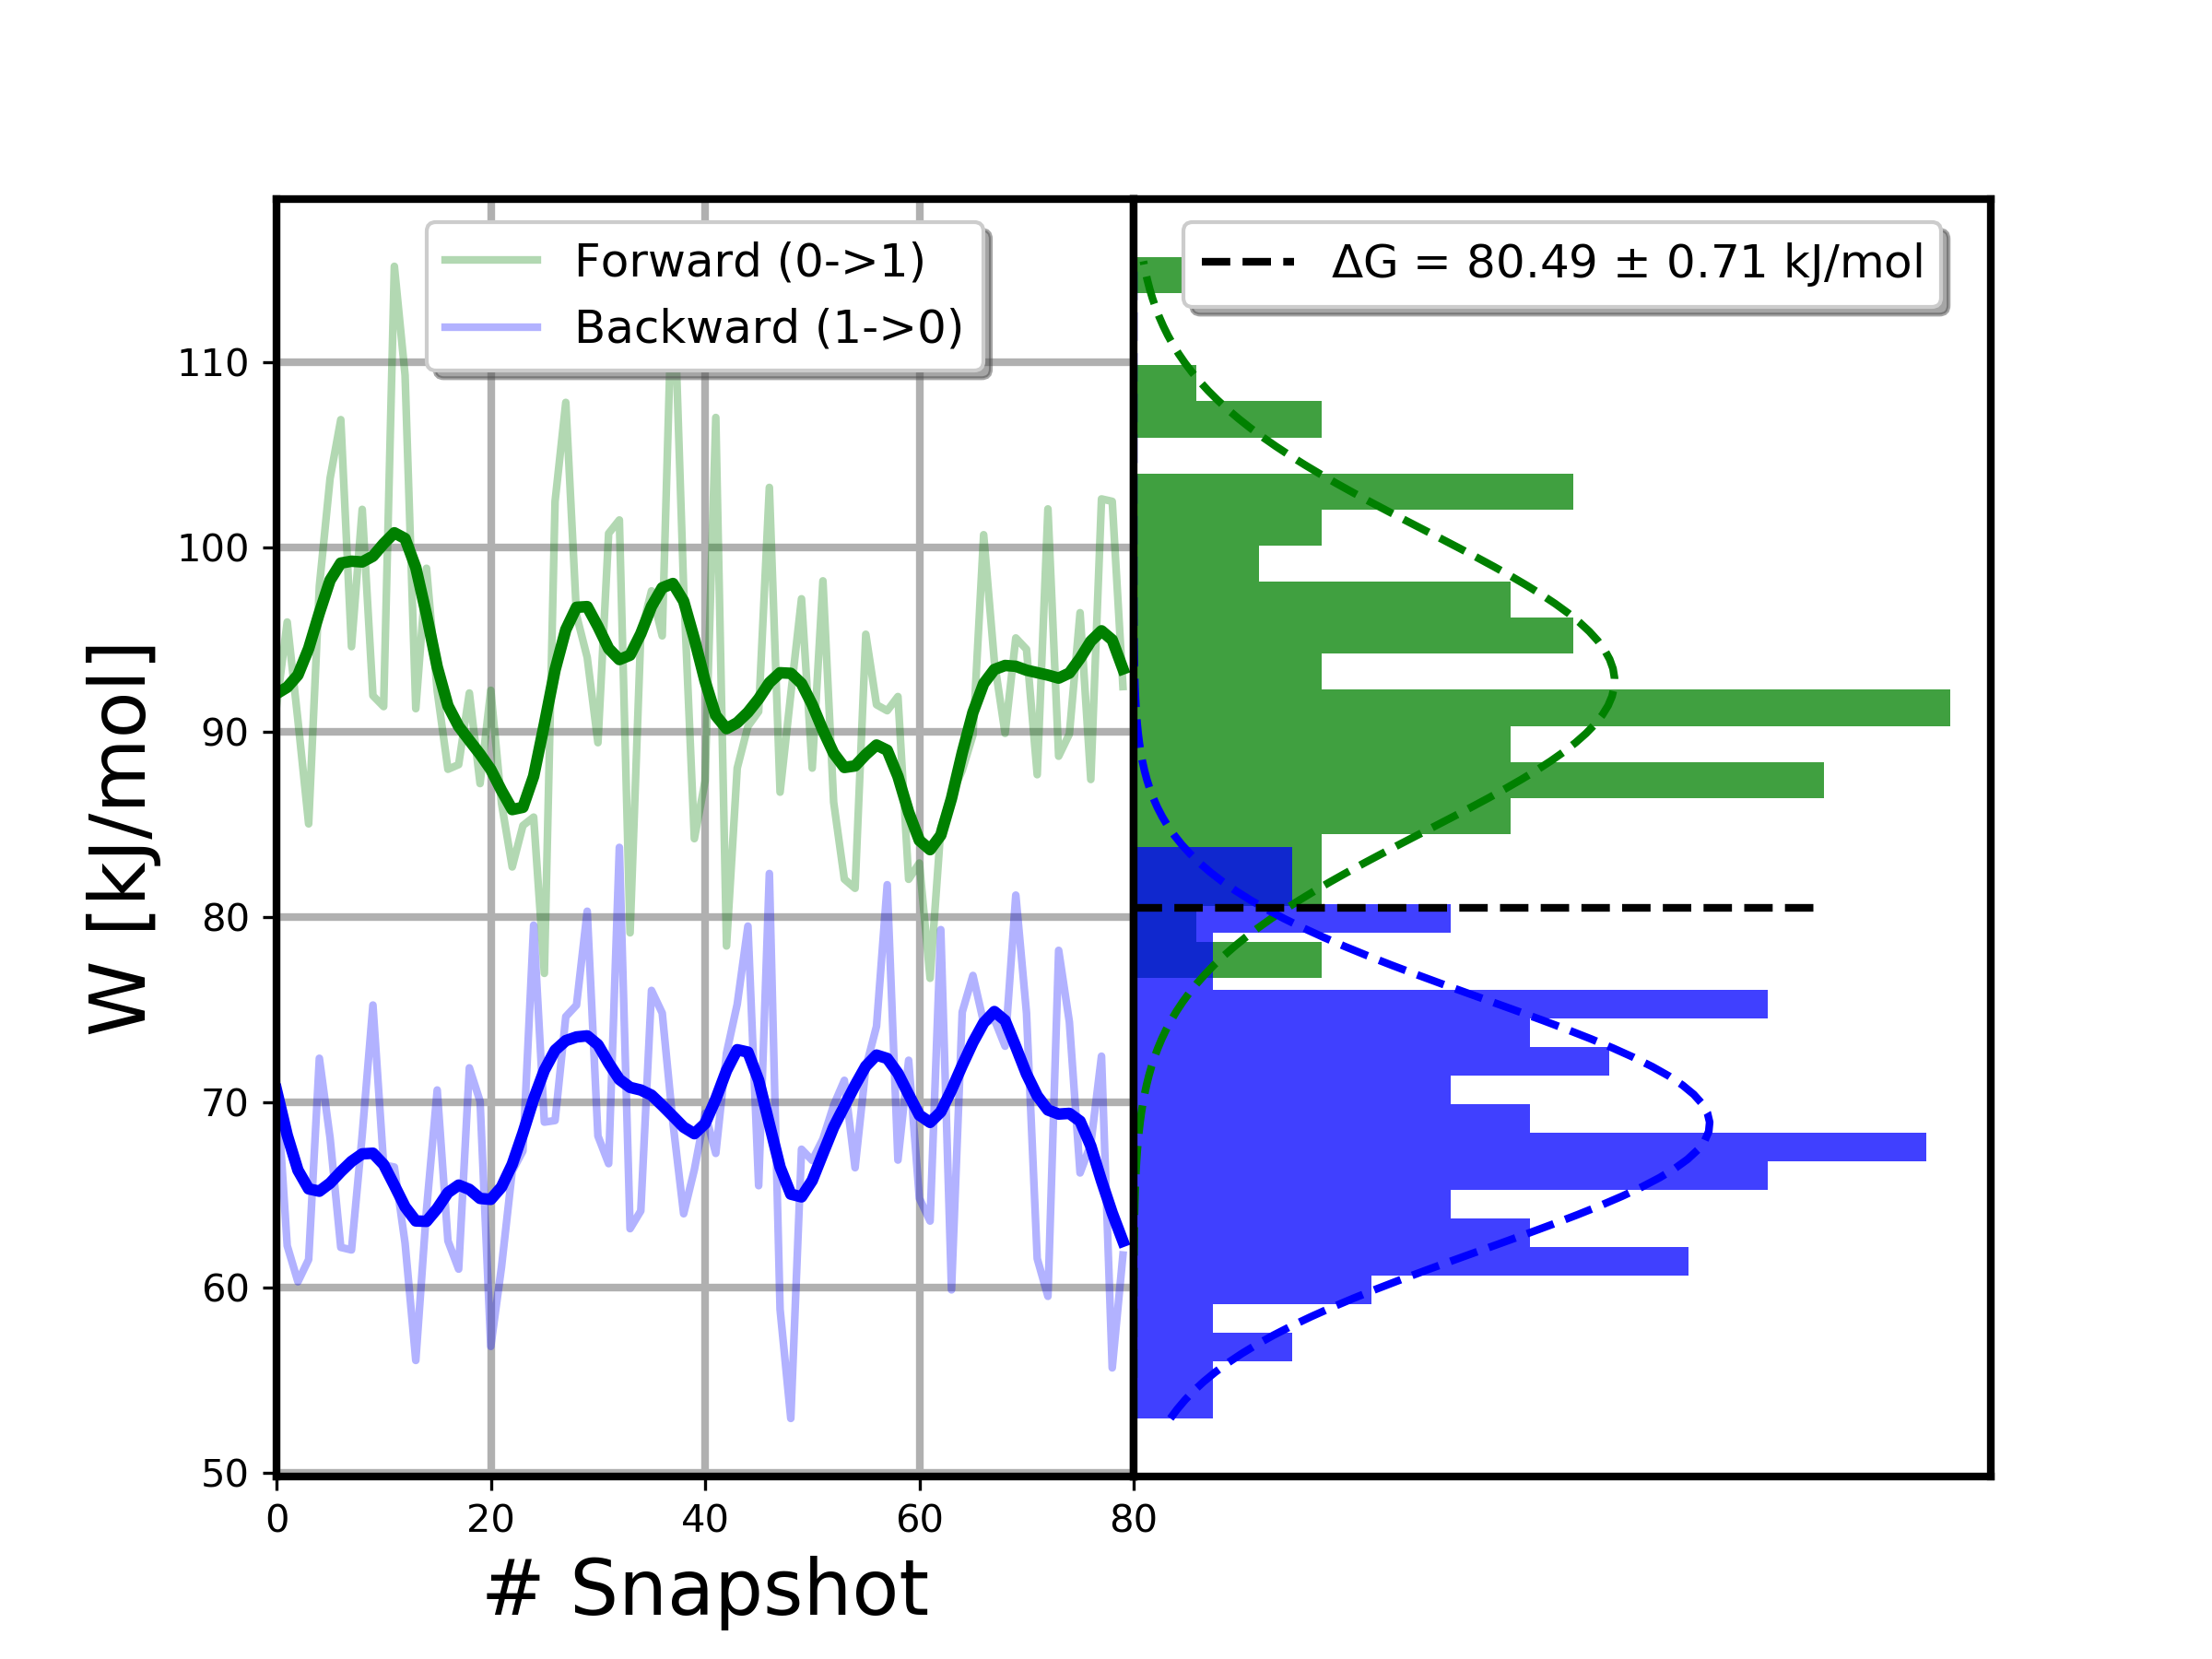 Forward (0->1)
Backward (1->0)
ΔG = 80.49 ± 0.71 kJ/mol
110
100
90
80
70
60
50
W [kJ/mol]
0 20 40 60 80
# Snapshot